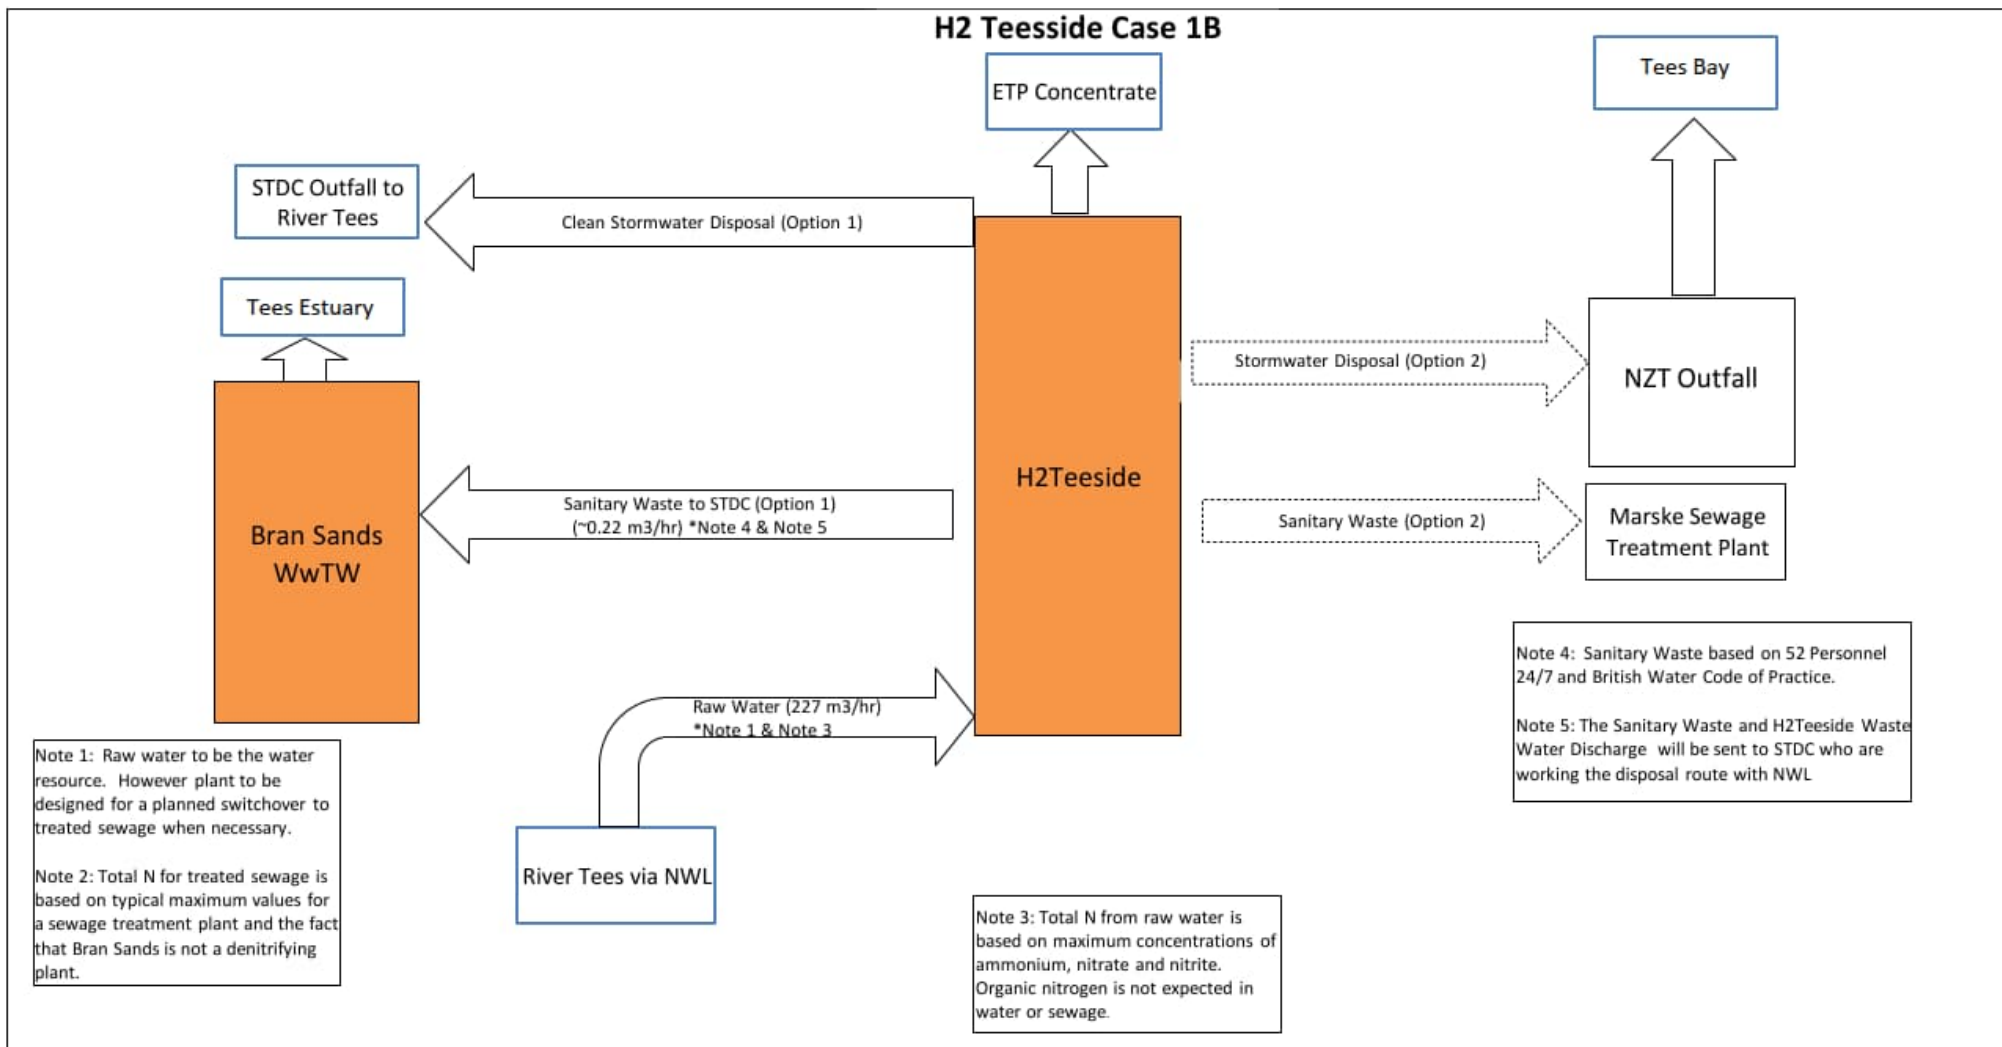 H2 Teesside Case 1B
ETP Concentrate
Tees Bay
STDC Outfall to
River Tees
Clean Stormwater Disposal (Option 1)
Tees Estuary
Stormwater Disposal (Option 2)
NZT Outfall
H2Teeside
Sanitary Waste to STDC (Option 1)
(~0.22 m3/hr) *Note 4 & Note 5
Sanitary Waste (Option 2)
Marske Sewage
Treatment Plant
Bran Sands
WwTW
Raw Water (227 m3/hr)
*Note 1 & Note 3
River Tees via NWL
Note 1: Raw water to be the water
resource. However plant to be
designed for a planned switchover to
treated sewage when necessary.
Note 2: Total N for treated sewage is
based on typical maximum values for
a sewage treatment plant and the fact
that Bran Sands is not a denitrifying
plant.
Note 3: Total N from raw water is
based on maximum concentrations of
ammonium, nitrate and nitrite.
Organic nitrogen is not expected in
water or sewage.
Note 4: Sanitary Waste based on 52 Personnel
24/7 and British Water Code of Practice.
Note 5: The Sanitary Waste and H2Teeside Waste
Water Discharge will be sent to STDC who are
working the disposal route with NWL